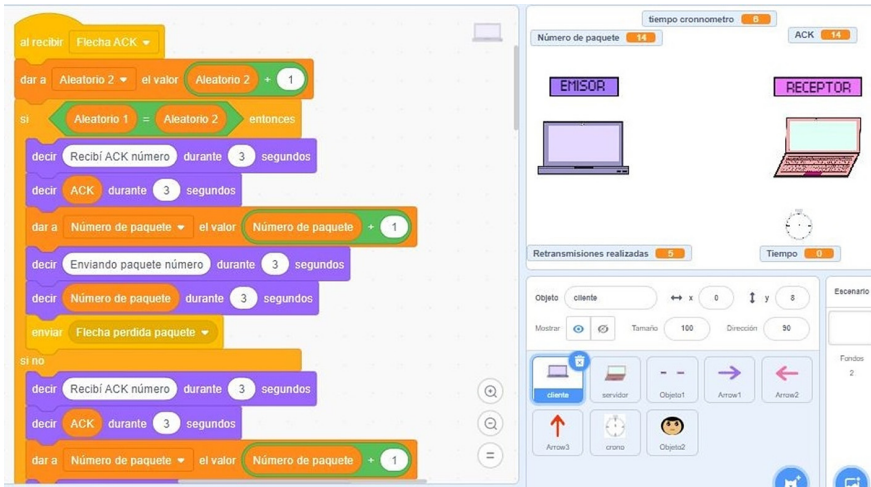 al recibir Flecha ACK
dar a Aleatorio 2 el valor Aleatorio 2 + 1
si Aleatorio 1 = Aleatorio 2 entonces
decir Recibí ACK número durante 3 segundos
decir ACK durante 3 segundos
dar a Número de paquete el valor Número de paquete + 1
decir Enviando paquete número durante 3 segundos
decir Número de paquete durante 3 segundos
enviar Flecha perdida paquete
si no
decir Recibí ACK número durante 3 segundos
decir ACK durante 3 segundos
dar a Número de paquete el valor Número de paquete + 1
tiempo cronnometro 6
Número de paquete 14
ACK 14
EMISOR
RECEPTOR
Retransmisiones realizadas 5
Tiempo 0
Objeto cliente x 0 y 8
Mostrar Tamaño 100 Dirección 90
cliente servidor Objeto1 Arrow1 Arrow2
Arrow3 crono Objeto2
Escenario
Fondos
2